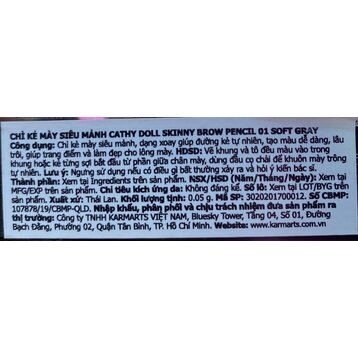 CHÌ KẺ MÀY SIÊU MẢNH CATHY DOLL SKINNY BROW PENCIL 01 SOFT GRAY
Công dụng: Chì kẻ mày siêu mảnh, dạng xoay giúp đường kẻ tự nhiên, tạo màu dễ dàng, lâu
trôi, giúp trang điểm và làm đẹp cho lông mày. HDSD: Vẽ khung và tô đều màu vào trong
khung hoặc kẻ từng sợi bắt đầu từ phần giữa chân mày, dùng đầu cọ chải để khuôn mày trông
tự nhiên. Lưu ý: Ngưng sử dụng nếu có điều gì bất thường xảy ra và hỏi ý kiến bác sĩ.
Thành phần: Xem tại Ingredients trên sản phẩm. NSX/HSD (Năm/Tháng/Ngày): Xem tại
MFG/EXP trên sản phẩm. Chỉ tiêu kích ứng da: Không đáng kể. Số lô: Xem tại LOT/BYG trên
sản phẩm. Xuất xứ: Thái Lan. Khối lượng tịnh: 0.05 g. Mã SP: 3020201700012. Số CBMP:
107878/19/CBMP-QLD. Nhập khẩu, phân phối và chịu trách nhiệm đưa sản phẩm ra
thị trường: Công ty TNHH KARMARTS VIỆT NAM, Bluesky Tower, Tầng 04, Số 01, Đường
Bạch Đằng, Phường 02, Quận Tân Bình, TP. Hồ Chí Minh. Website: www.karmarts.com.vn